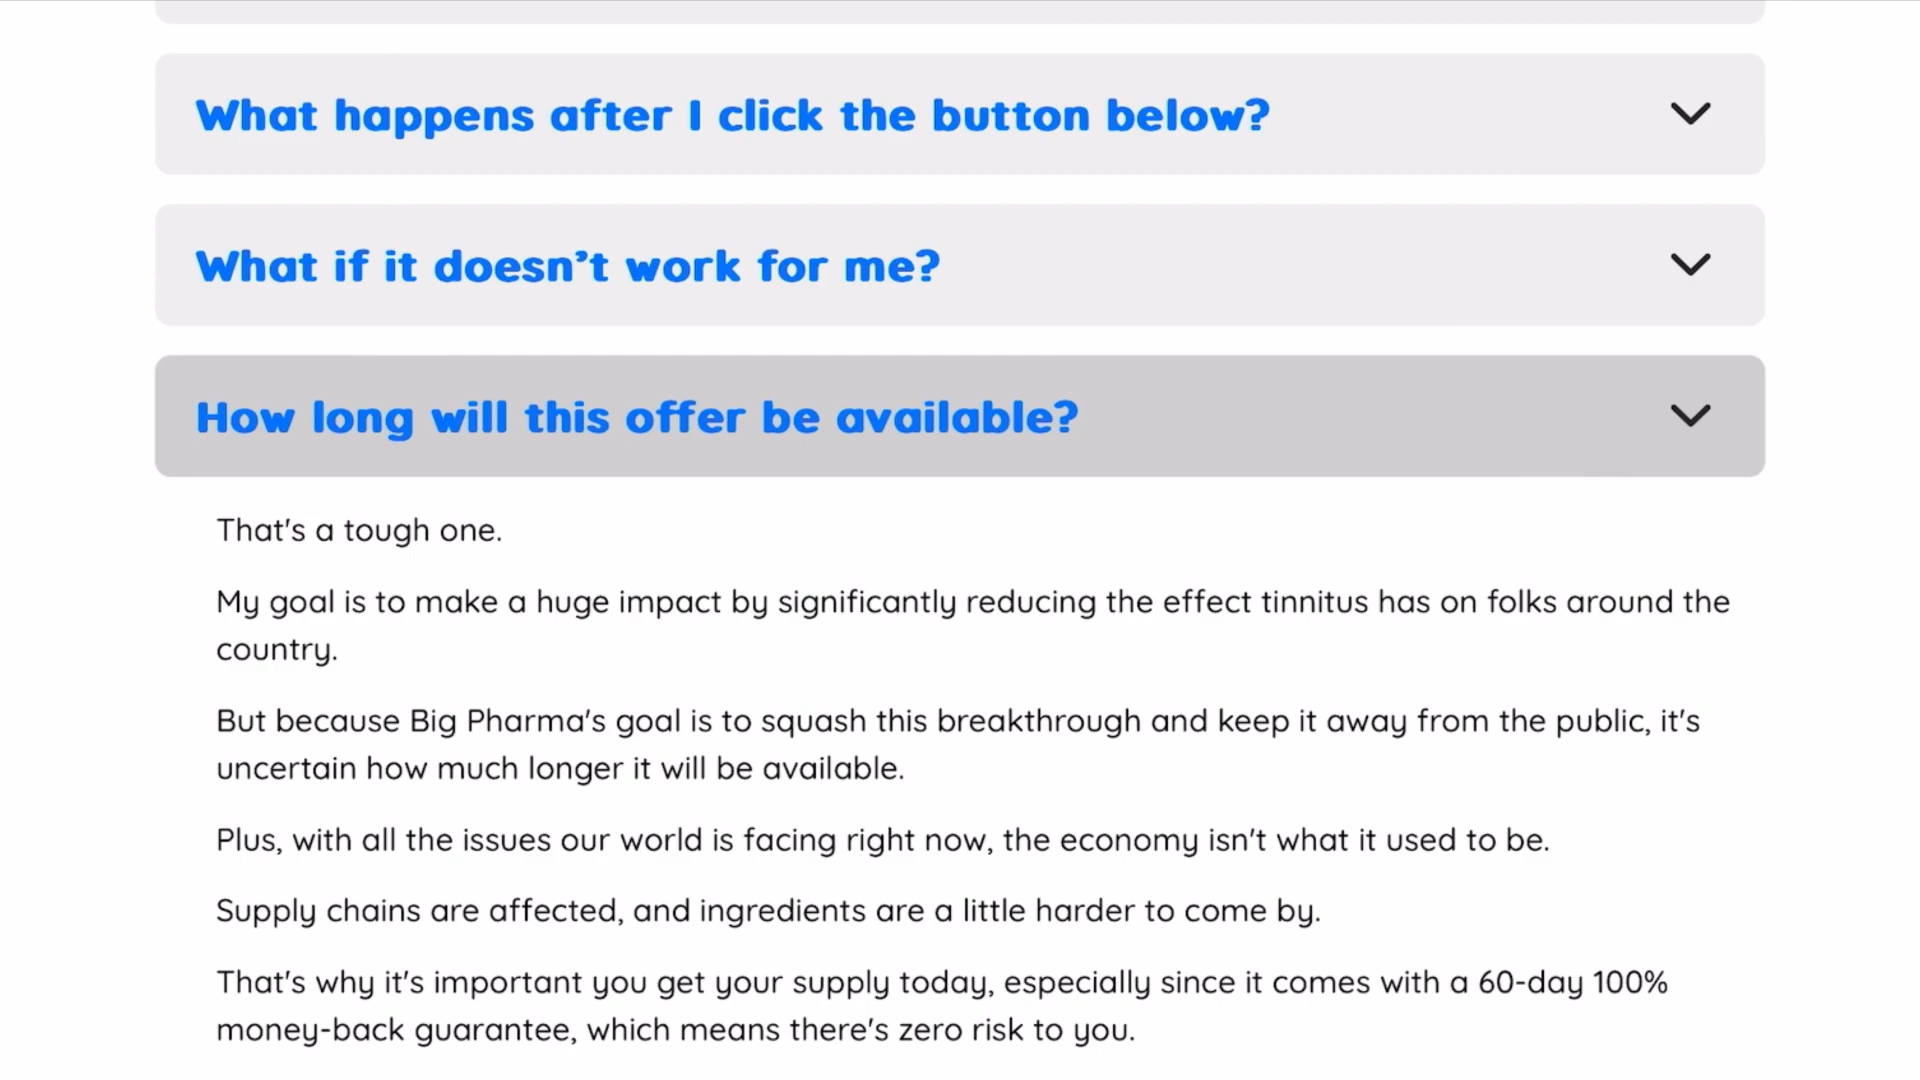 What happens after I click the button below?
What if it doesn’t work for me?
How long will this offer be available?
That's a tough one.
My goal is to make a huge impact by significantly reducing the effect tinnitus has on folks around the
country.
But because Big Pharma's goal is to squash this breakthrough and keep it away from the public, it's
uncertain how much longer it will be available.
Plus, with all the issues our world is facing right now, the economy isn't what it used to be.
Supply chains are affected, and ingredients are a little harder to come by.
That's why it's important you get your supply today, especially since it comes with a 60-day 100%
money-back guarantee, which means there's zero risk to you.